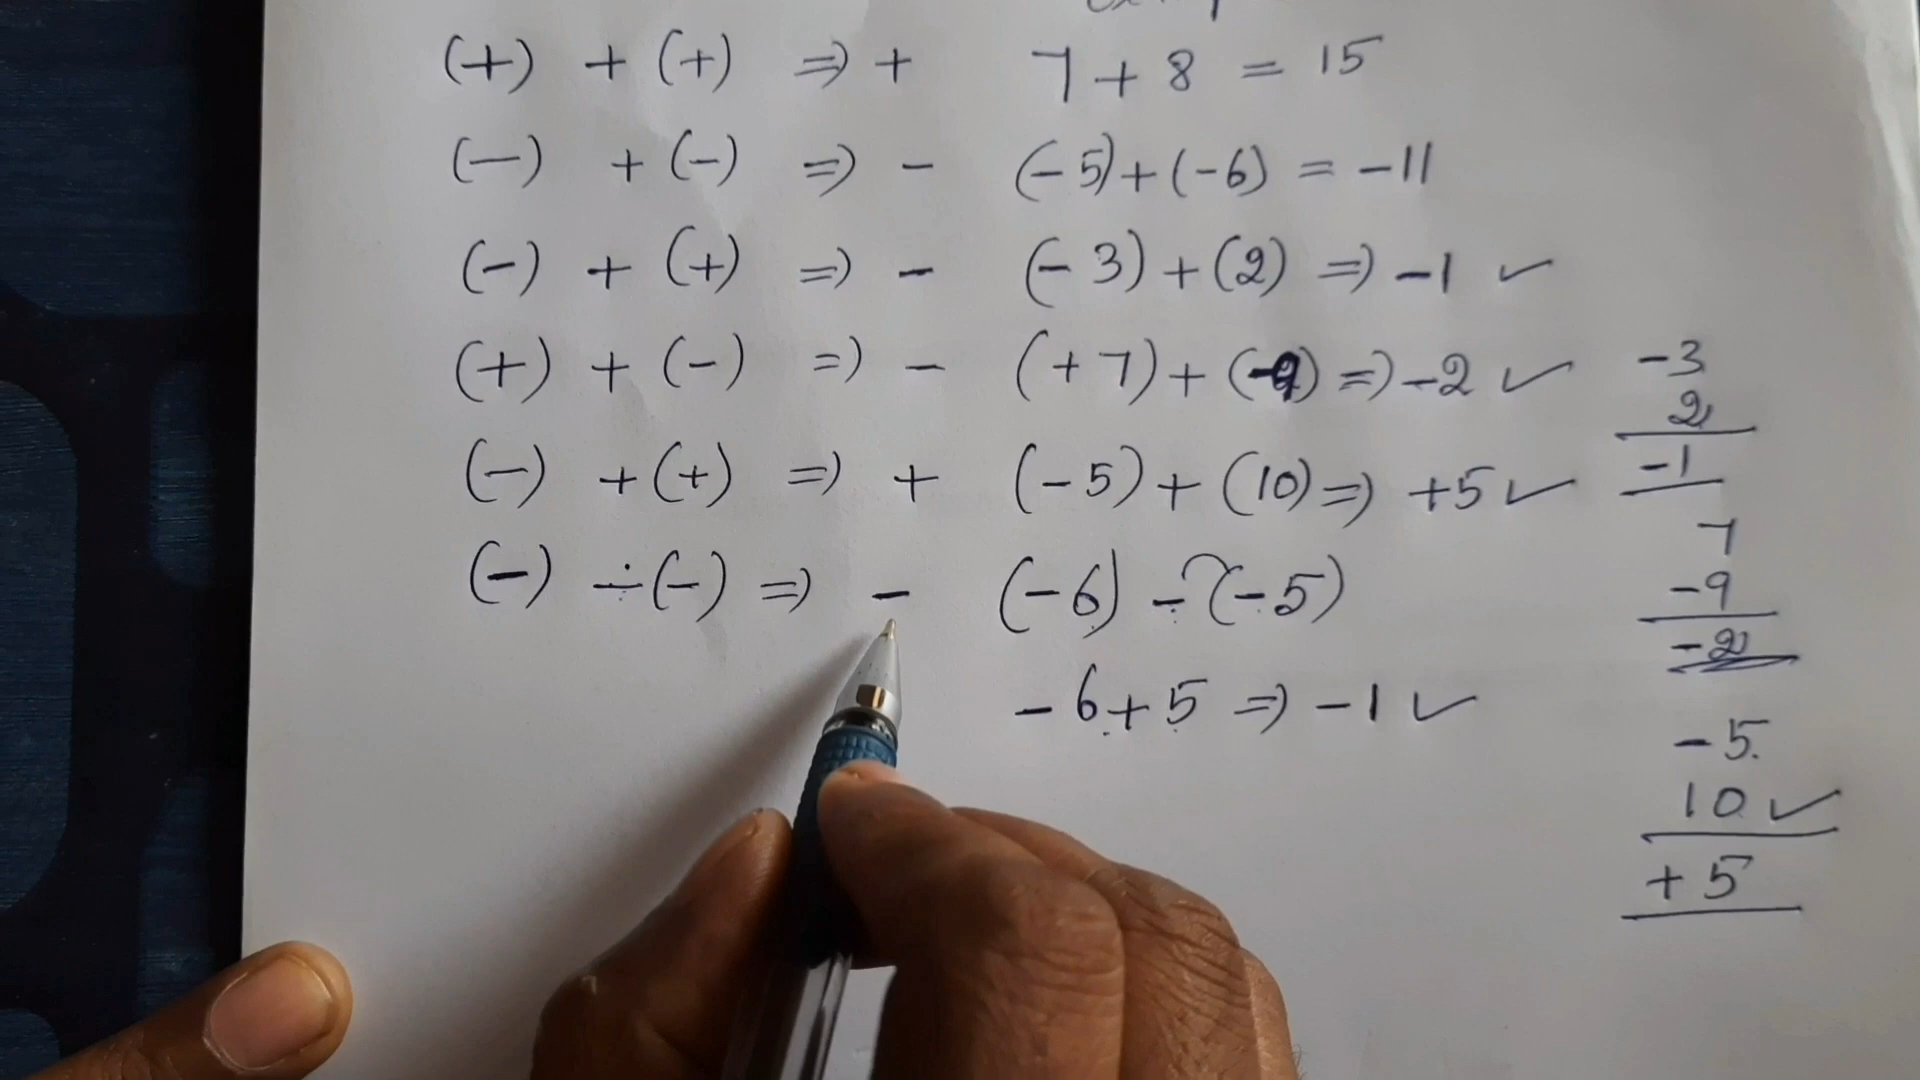 (+) + (+) => + 7 + 8 = 15
(-) + (-) => - (-5)+(-6) = -11
(-) + (+) => - (-3)+(2) => -1 ✓
(+) + (-) => - (+7)+(-9) => -2 ✓
(-) + (+) => + (-5)+(10) => +5 ✓
(-) ÷ (-) => - (-6) - (-5)
-6+5 => -1 ✓
-3
2
-1
7
-9
-2
-5
10 ✓
+5